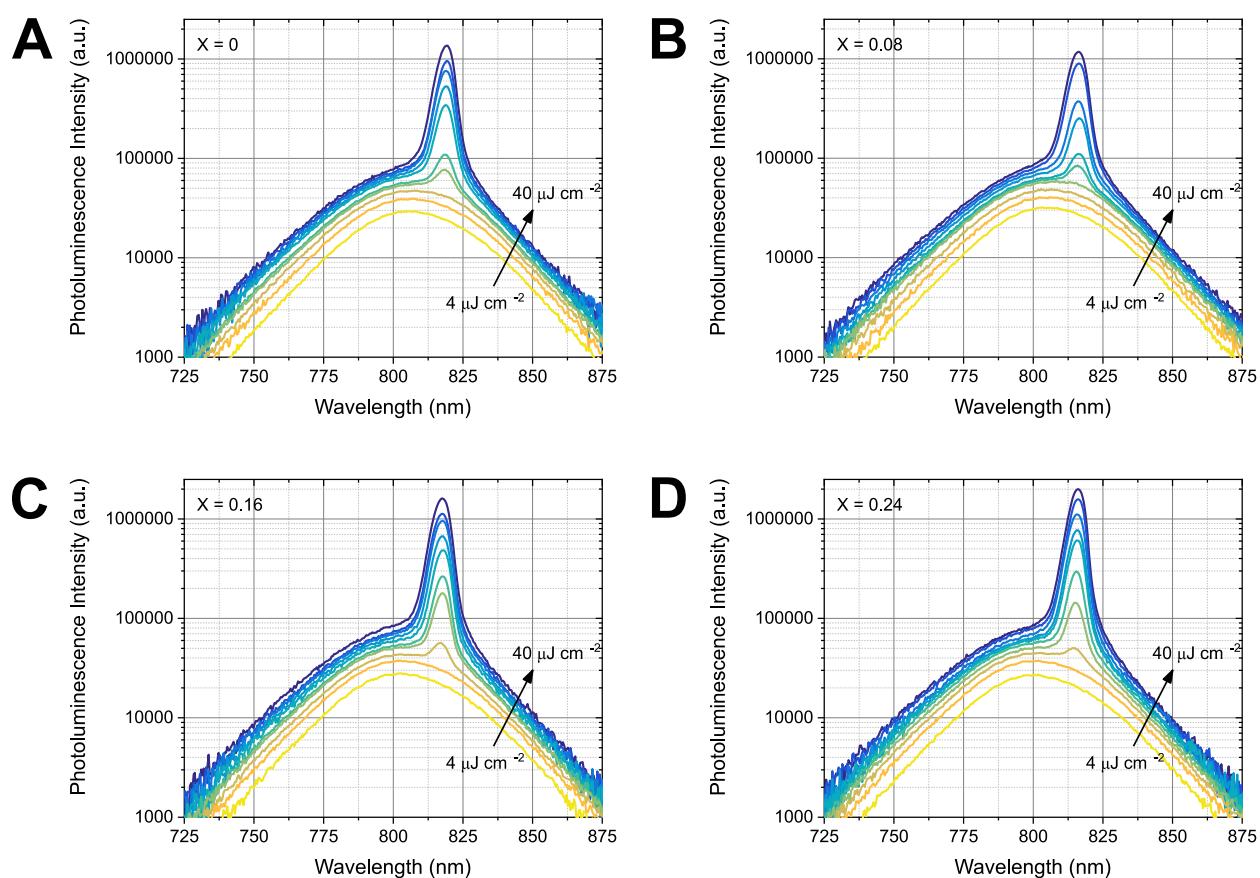 A
X = 0
Photoluminescence Intensity (a.u.)
1000000
100000
10000
1000
40 μJ cm⁻²
4 μJ cm⁻²
725 750 775 800 825 850 875
Wavelength (nm)
B
X = 0.08
Photoluminescence Intensity (a.u.)
1000000
100000
10000
1000
40 μJ cm⁻²
4 μJ cm⁻²
725 750 775 800 825 850 875
Wavelength (nm)
C
X = 0.16
Photoluminescence Intensity (a.u.)
1000000
100000
10000
1000
40 μJ cm⁻²
4 μJ cm⁻²
725 750 775 800 825 850 875
Wavelength (nm)
D
X = 0.24
Photoluminescence Intensity (a.u.)
1000000
100000
10000
1000
40 μJ cm⁻²
4 μJ cm⁻²
725 750 775 800 825 850 875
Wavelength (nm)